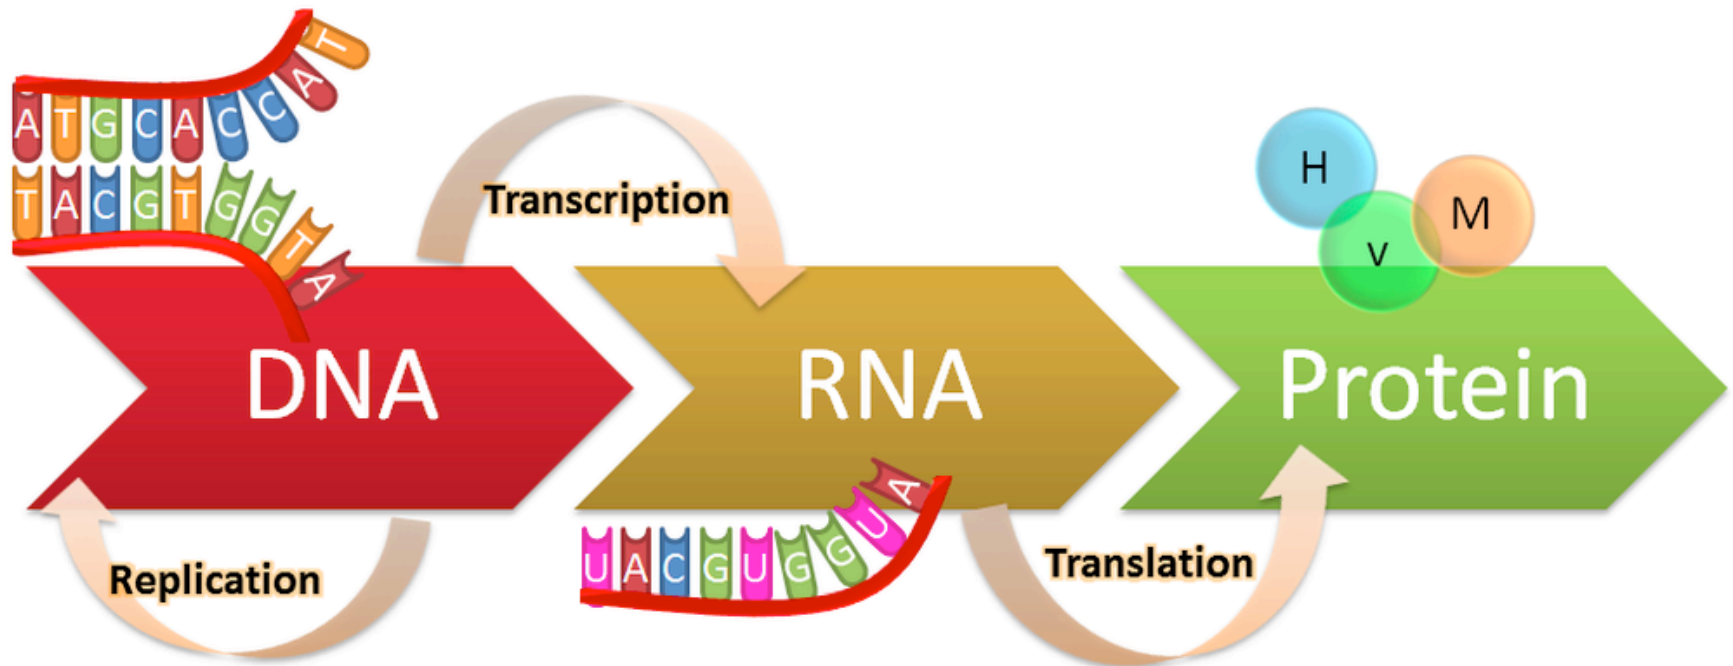 ATGCACCAT
TACGTGGTA
Transcription
H
V
M
DNA
RNA
Protein
Replication
UACGUGGUA
Translation